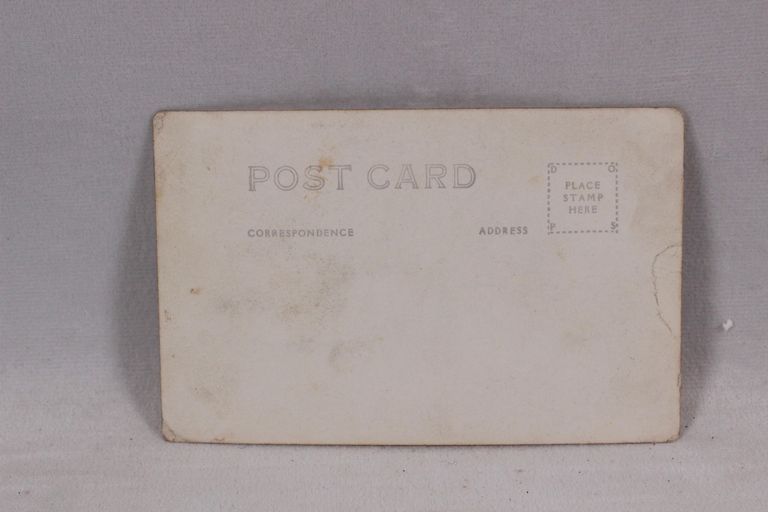 POST CARD
CORRESPONDENCE
ADDRESS
D O
PLACE
STAMP
HERE
P S